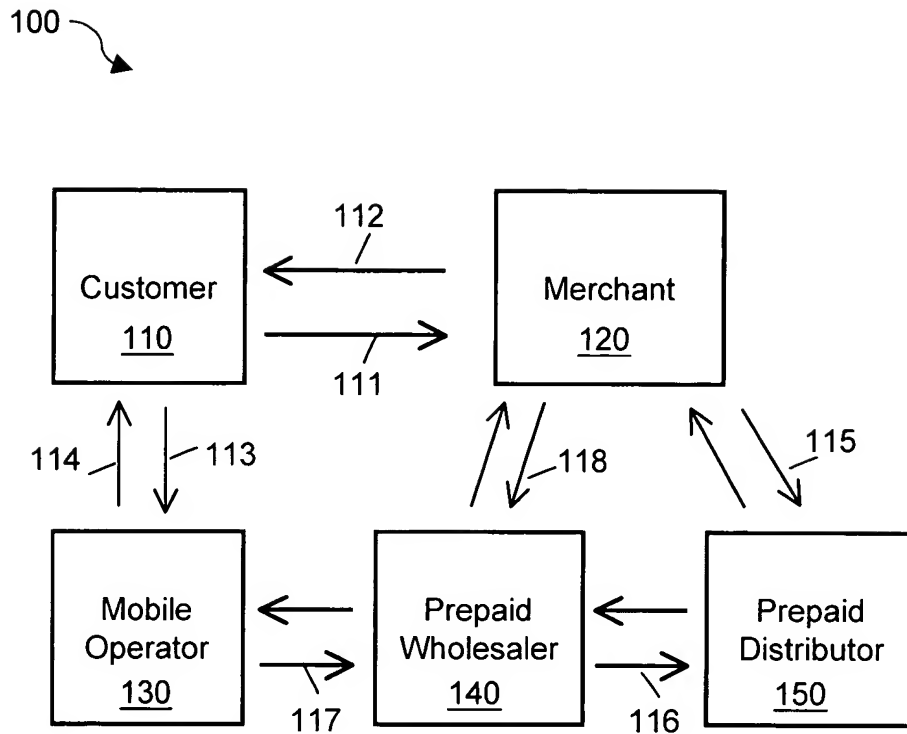 100
112
Customer
110
Merchant
120
111
114
113
118
115
Mobile
Operator
130
Prepaid
Wholesaler
140
Prepaid
Distributor
150
117
116